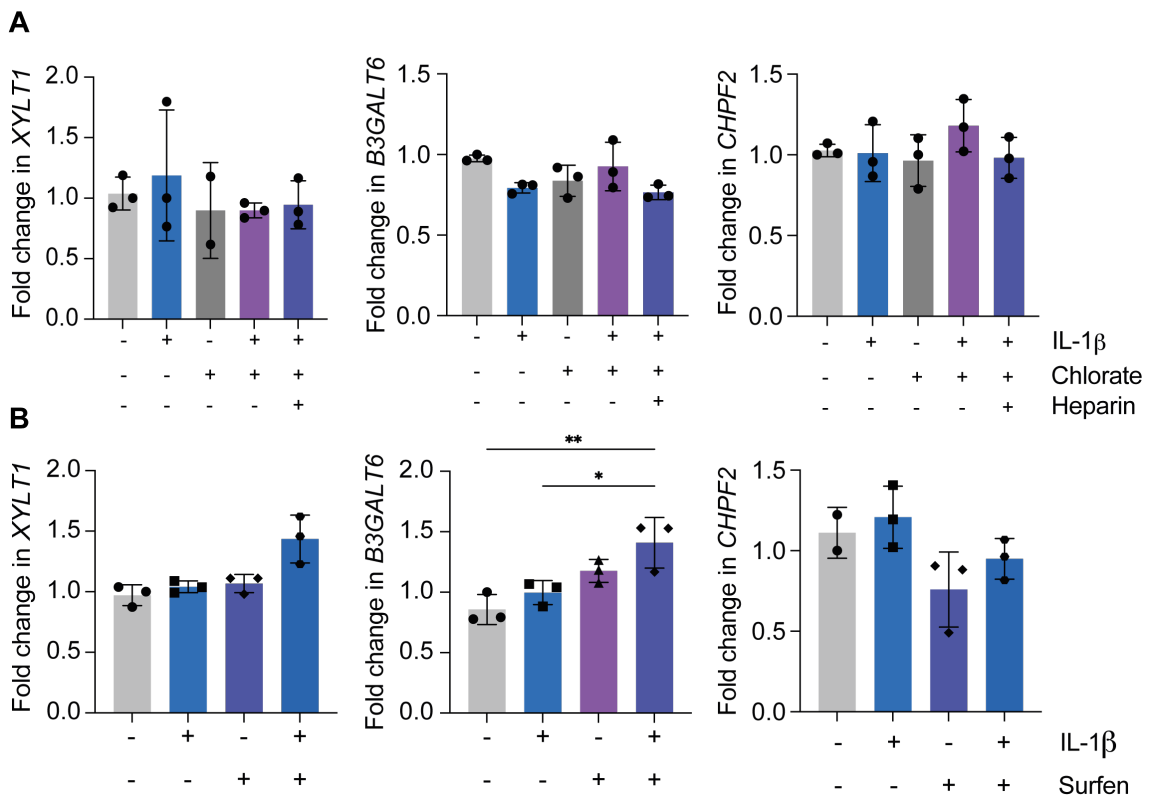 A
Fold change in XYLT1
2.0
1.5
1.0
0.5
0.0
- + - + +
- - + + +
- - - - +
Fold change in B3GALT6
1.5
1.0
0.5
0.0
- + - + +
- - + + +
- - - - +
Fold change in CHPF2
1.5
1.0
0.5
0.0
- + - + + IL-1β
- - + + + Chlorate
- - - - + Heparin
B
Fold change in XYLT1
2.0
1.5
1.0
0.5
0.0
- + - +
- - + +
Fold change in B3GALT6
2.0
1.5
1.0
0.5
0.0
**
*
- + - +
- - + +
Fold change in CHPF2
1.5
1.0
0.5
0.0
- + - + IL-1β
- - + + Surfen